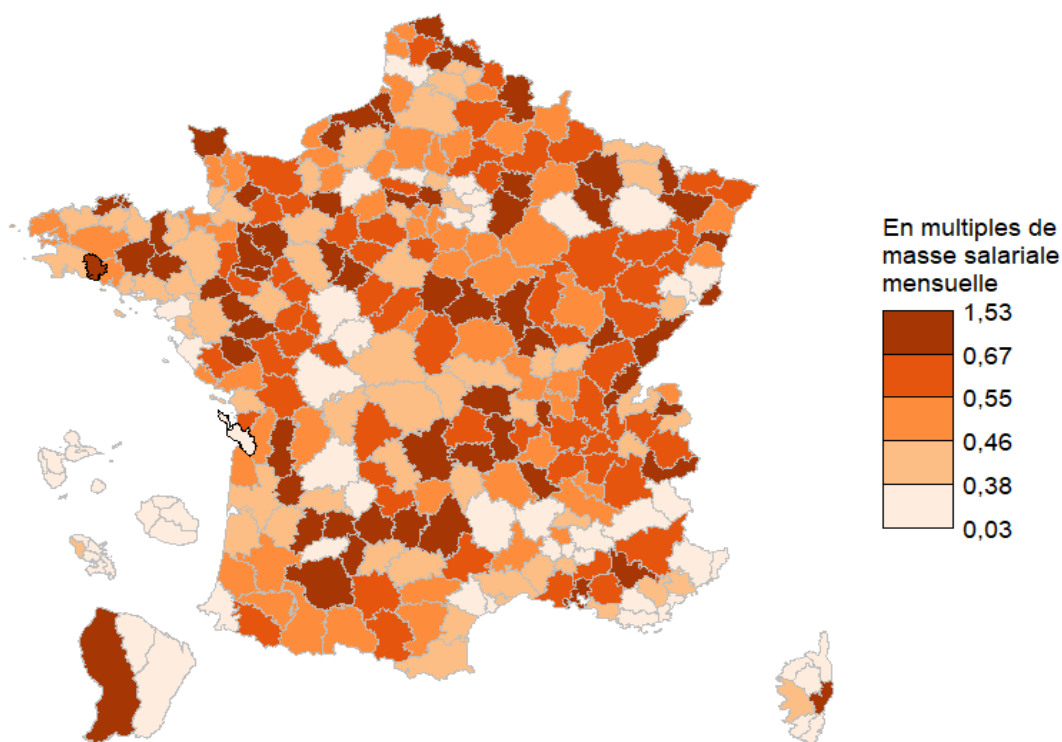 En multiples de
masse salariale
mensuelle
1,53
0,67
0,55
0,46
0,38
0,03